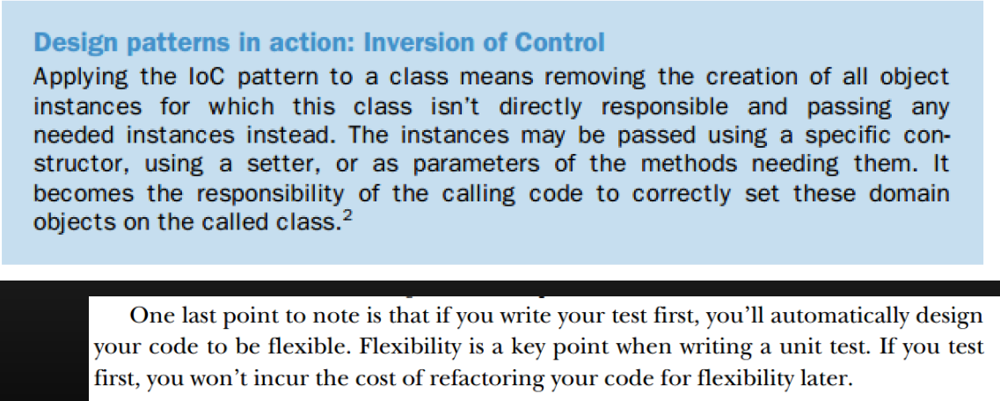 Design patterns in action: Inversion of Control
Applying the IoC pattern to a class means removing the creation of all object
instances for which this class isn't directly responsible and passing any
needed instances instead. The instances may be passed using a specific con-
structor, using a setter, or as parameters of the methods needing them. It
becomes the responsibility of the calling code to correctly set these domain
objects on the called class.2
One last point to note is that if you write your test first, you'll automatically design
your code to be flexible. Flexibility is a key point when writing a unit test. If you test
first, you won't incur the cost of refactoring your code for flexibility later.